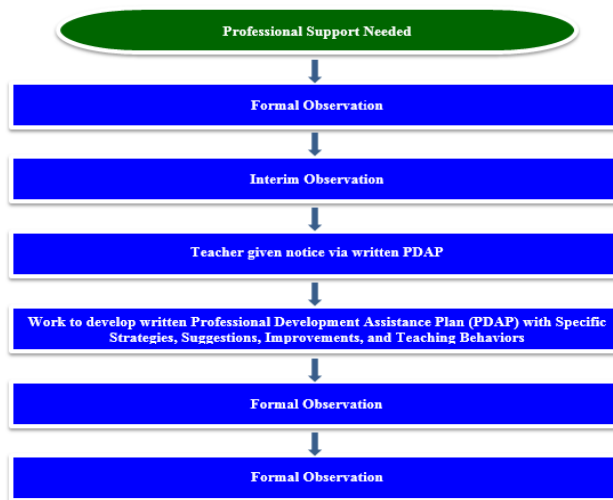 Professional Support Needed
Formal Observation
Interim Observation
Teacher given notice via written PDAP
Work to develop written Professional Development Assistance Plan (PDAP) with Specific
Strategies, Suggestions, Improvements, and Teaching Behaviors
Formal Observation
Formal Observation